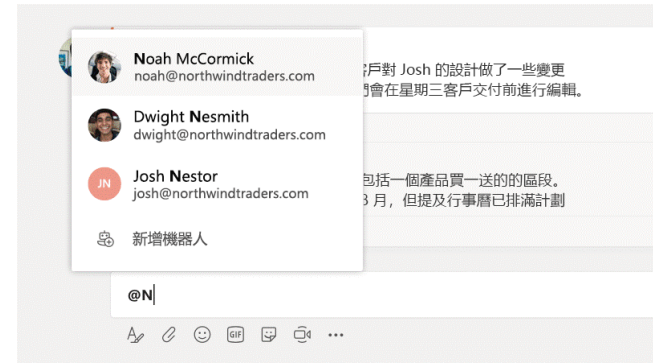 Noah McCormick
noah@northwindtraders.com
Dwight Nesmith
dwight@northwindtraders.com
JN
Josh Nestor
josh@northwindtraders.com
新增機器人
對 Josh 的設計做了一些變更
會在星期三客戶交付前進行編輯。
包括一個產品買一送的的區段。
月，但提及行事曆已排滿計劃
@N
GIF